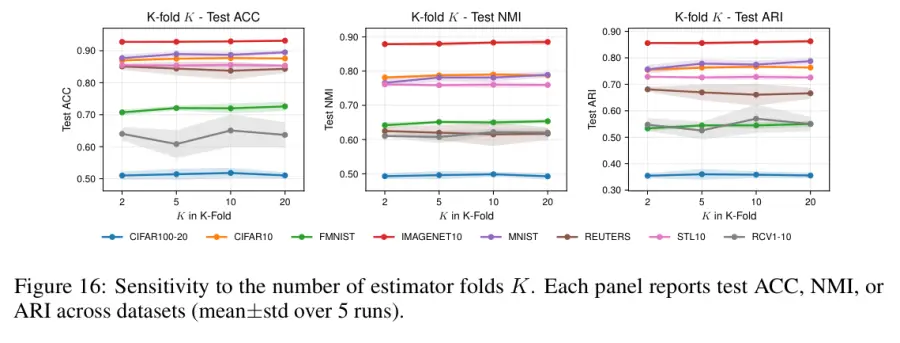 K-fold K - Test ACC
K-fold K - Test NMI
K-fold K - Test ARI
Test ACC
0.90
0.80
0.70
0.60
0.50
2 5 10 20
K in K-Fold
Test NMI
0.90
0.80
0.70
0.60
0.50
2 5 10 20
K in K-Fold
Test ARI
0.90
0.80
0.70
0.60
0.50
0.40
0.30
2 5 10 20
K in K-Fold
CIFAR100-20 CIFAR10 FMNIST IMAGENET10 MNIST REUTERS STL10 RCV1-10
Figure 16: Sensitivity to the number of estimator folds K. Each panel reports test ACC, NMI, or
ARI across datasets (mean±std over 5 runs).